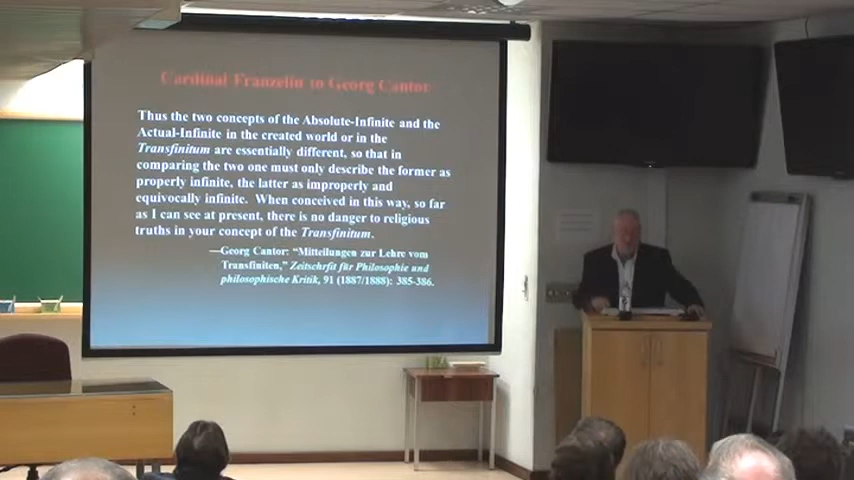 Cardinal Franzelin to Georg Cantor
Thus the two concepts of the Absolute-Infinite and the
Actual-Infinite in the created world or in the
Transfinitum are essentially different, so that in
comparing the two one must only describe the former as
properly infinite, the latter as improperly and
equivocally infinite. When conceived in this way, so far
as I can see at present, there is no danger to religious
truths in your concept of the Transfinitum.
—Georg Cantor: “Mitteilungen zur Lehre vom
Transfiniten,” Zeitschrfit für Philosophie und
philosophische Kritik, 91 (1887/1888): 385-386.